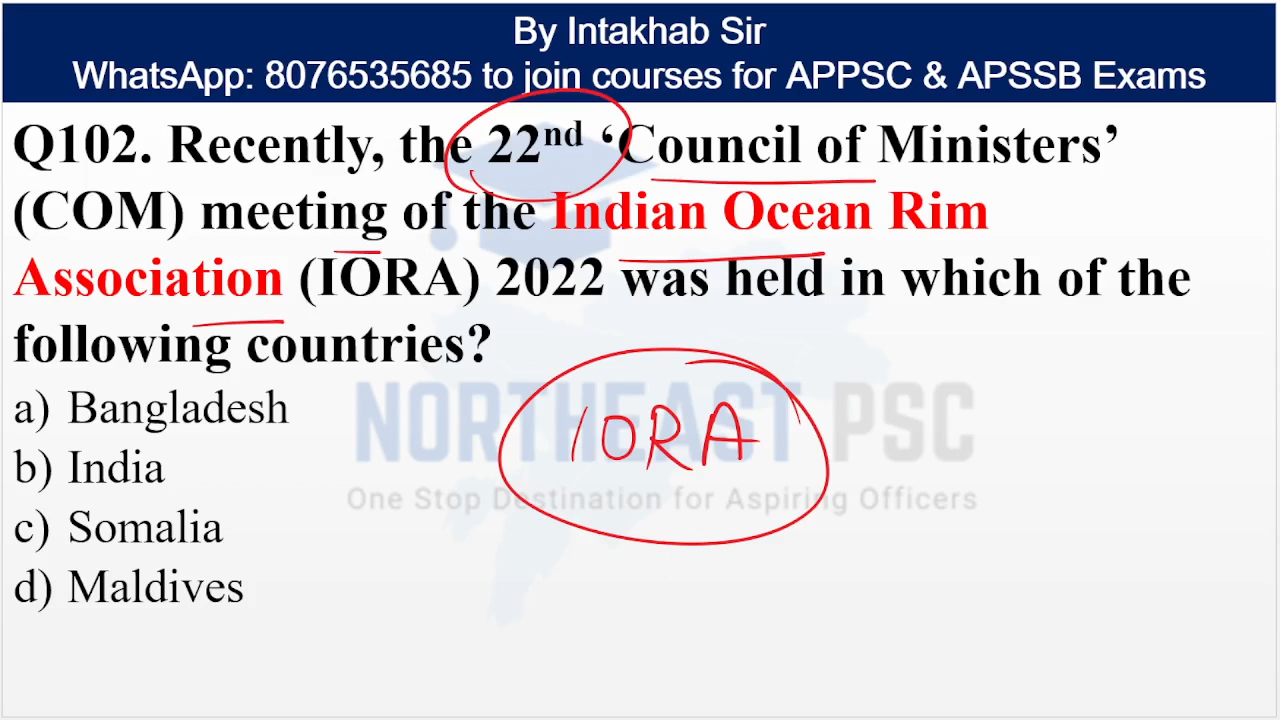 By Intakhab Sir
WhatsApp: 8076535685 to join courses for APPSC & APSSB Exams
Q102. Recently, the 22nd ‘Council of Ministers’
(COM) meeting of the Indian Ocean Rim
Association (IORA) 2022 was held in which of the
following countries?
a) Bangladesh
b) India
c) Somalia
d) Maldives
IORA
NORTHEAST PSC
One Stop Destination for Aspiring Officers